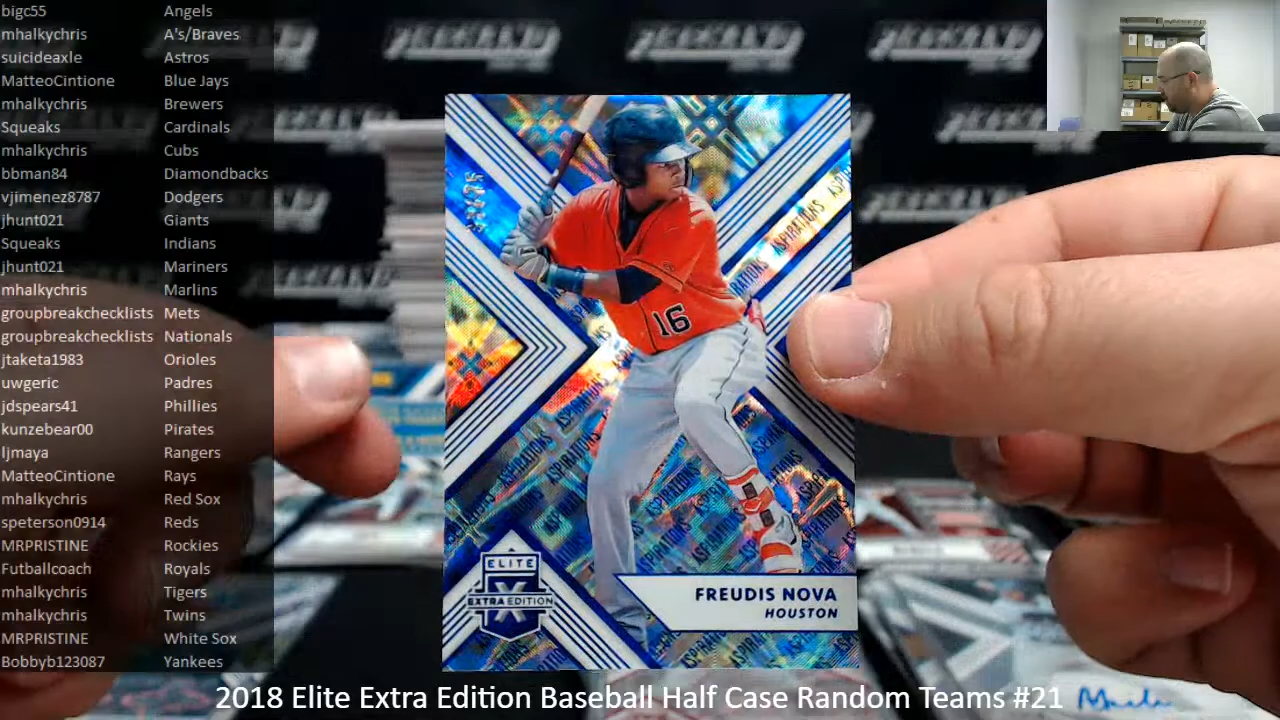 bigc55 Angels
mhalkychris A's/Braves
suicideaxle Astros
MatteoCintione Blue Jays
mhalkychris Brewers
Squeaks Cardinals
mhalkychris Cubs
bbman84 Diamondbacks
vjimenez8787 Dodgers
jhunt021 Giants
Squeaks Indians
jhunt021 Mariners
mhalkychris Marlins
groupbreakchecklists Mets
groupbreakchecklists Nationals
jtaketa1983 Orioles
uwgeric Padres
jdspears41 Phillies
kunzebear00 Pirates
ljmaya Rangers
MatteoCintione Rays
mhalkychris Red Sox
speterson0914 Reds
MRPRISTINE Rockies
Futballcoach Royals
mhalkychris Tigers
mhalkychris Twins
MRPRISTINE White Sox
Bobbyb123087 Yankees
ASPIRATIONS
16
ELITE
X
EXTRA EDITION
FREUDIS NOVA
HOUSTON
2018 Elite Extra Edition Baseball Half Case Random Teams #21